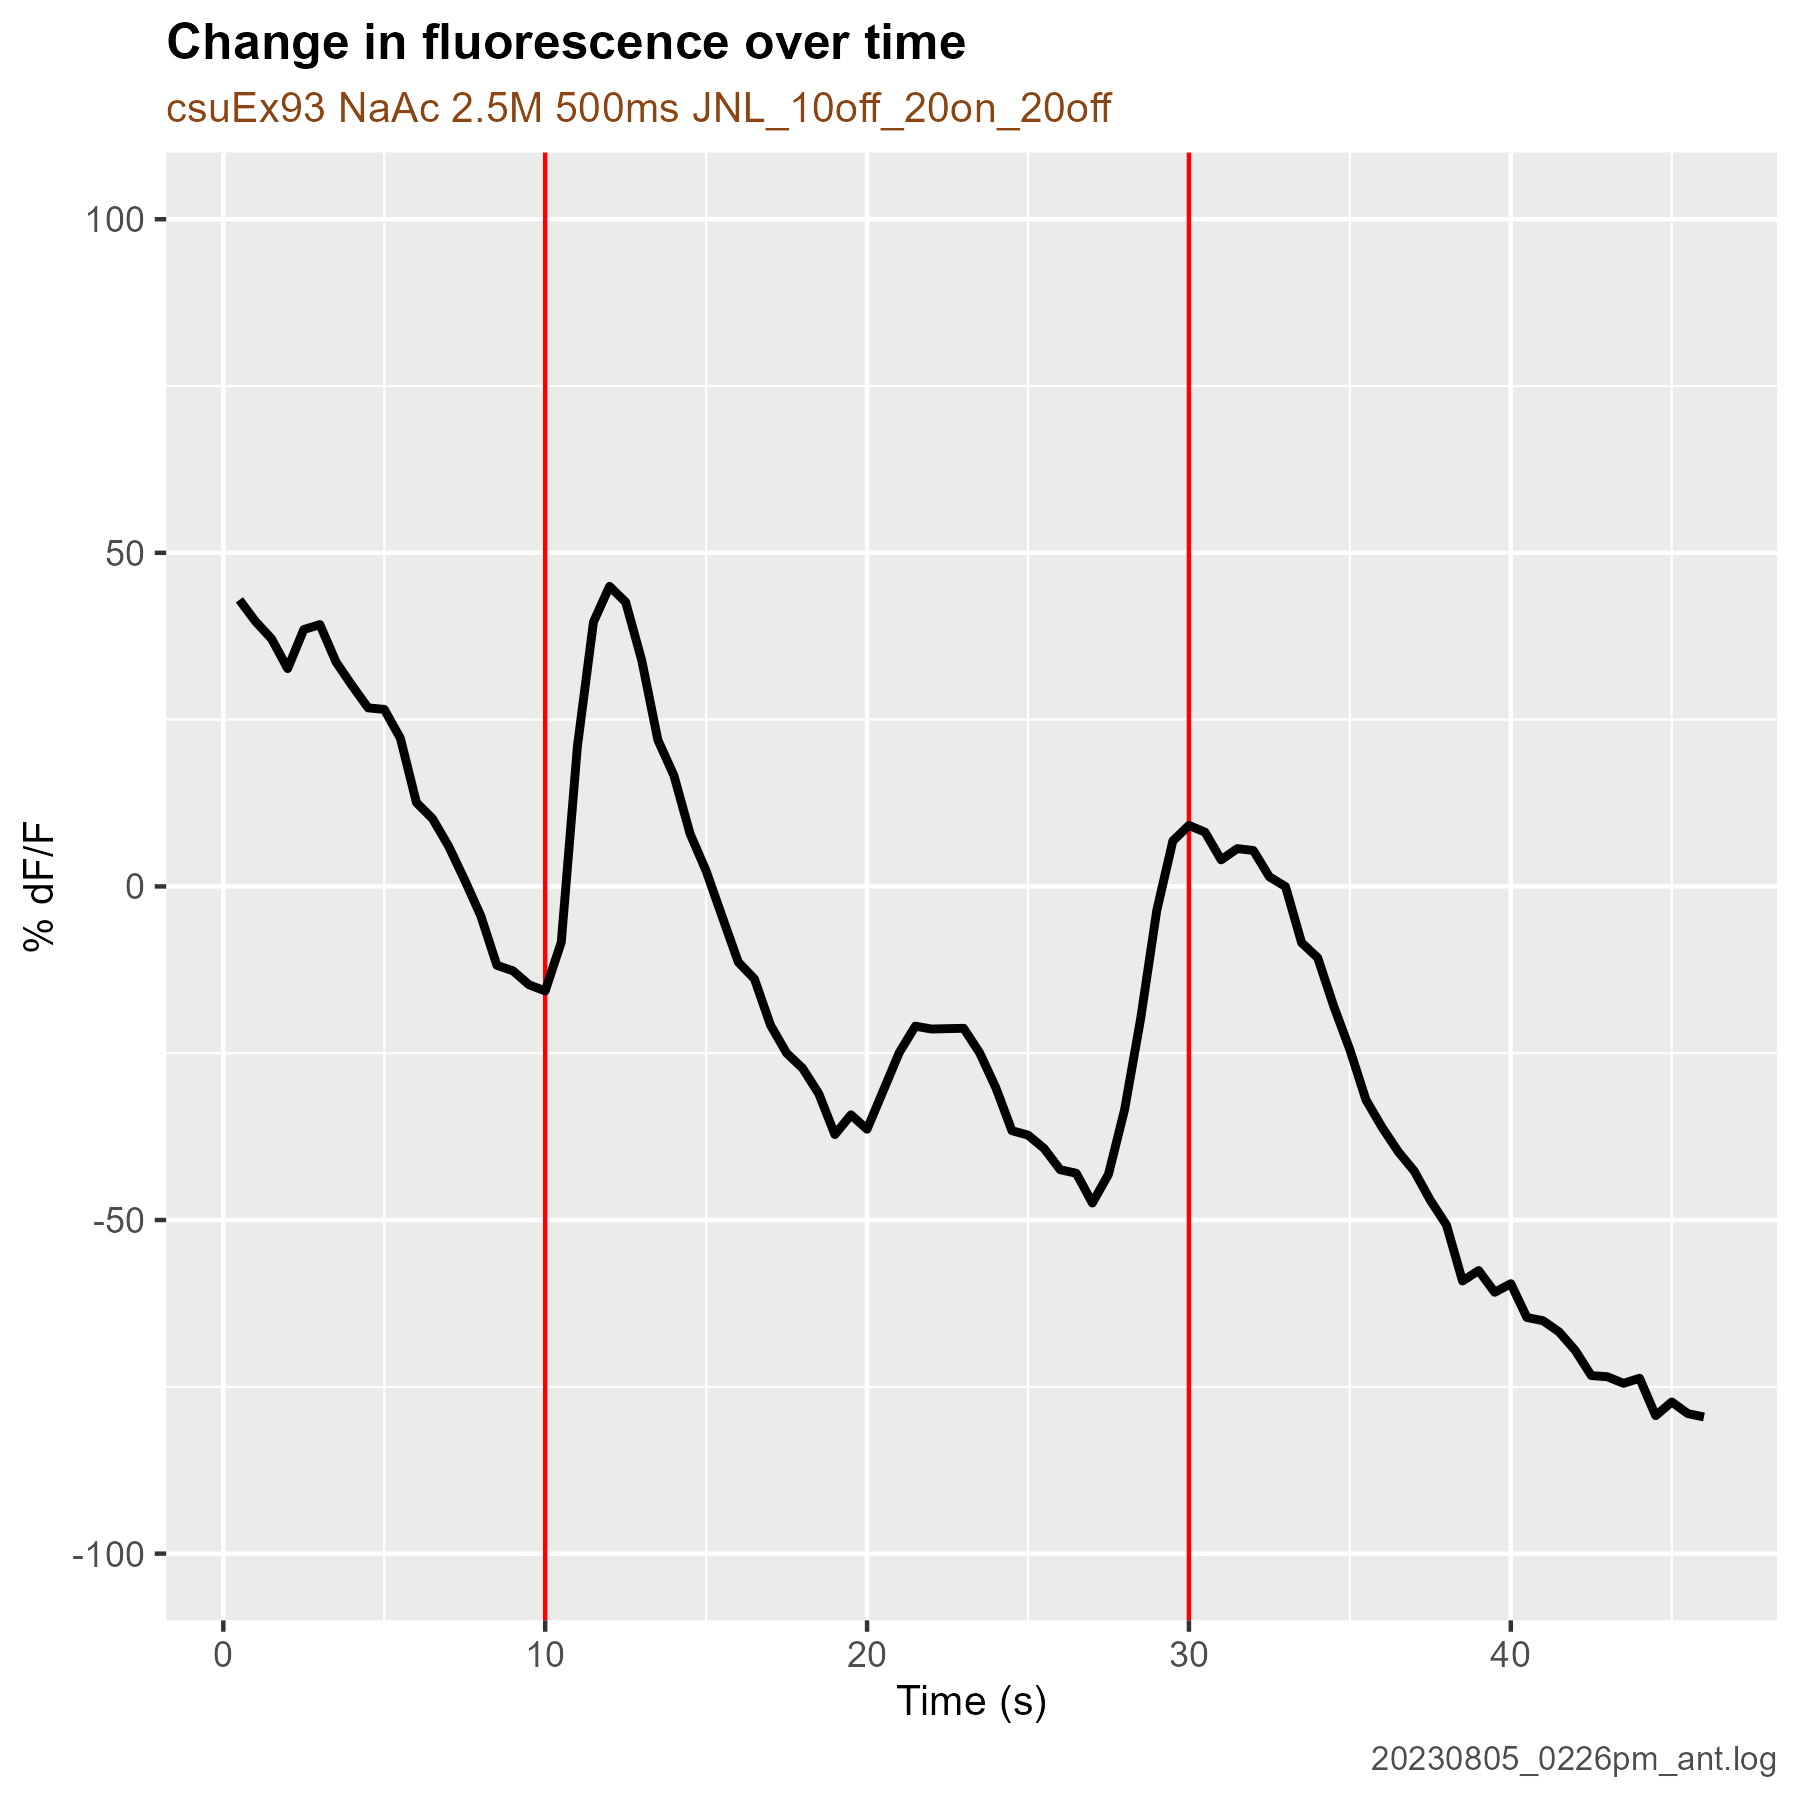 Change in fluorescence over time
csuEx93 NaAc 2.5M 500ms JNL_10off_20on_20off
100
50
0
-50
-100
% dF/F
0 10 20 30 40
Time (s)
20230805_0226pm_ant.log